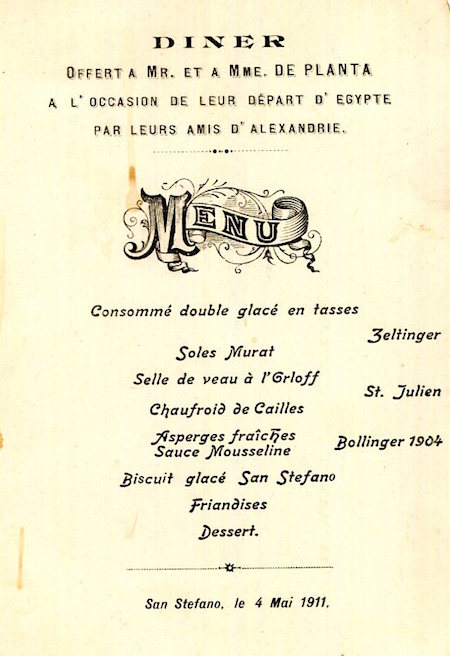 DINER
OFFERT A MR. ET A MME. DE PLANTA
A L'OCCASION DE LEUR DÉPART D'EGYPTE
PAR LEURS AMIS D'ALEXANDRIE.
MENU
Consommé double glacé en tasses
Zeltinger
Soles Murat
Selle de veau à l'Orloff
St. Julien
Chaufroid de Cailles
Asperges fraîches
Sauce Mousseline
Bollinger 1904
Biscuit glacé San Stefano
Friandises
Dessert.
San Stefano, le 4 Mai 1911.